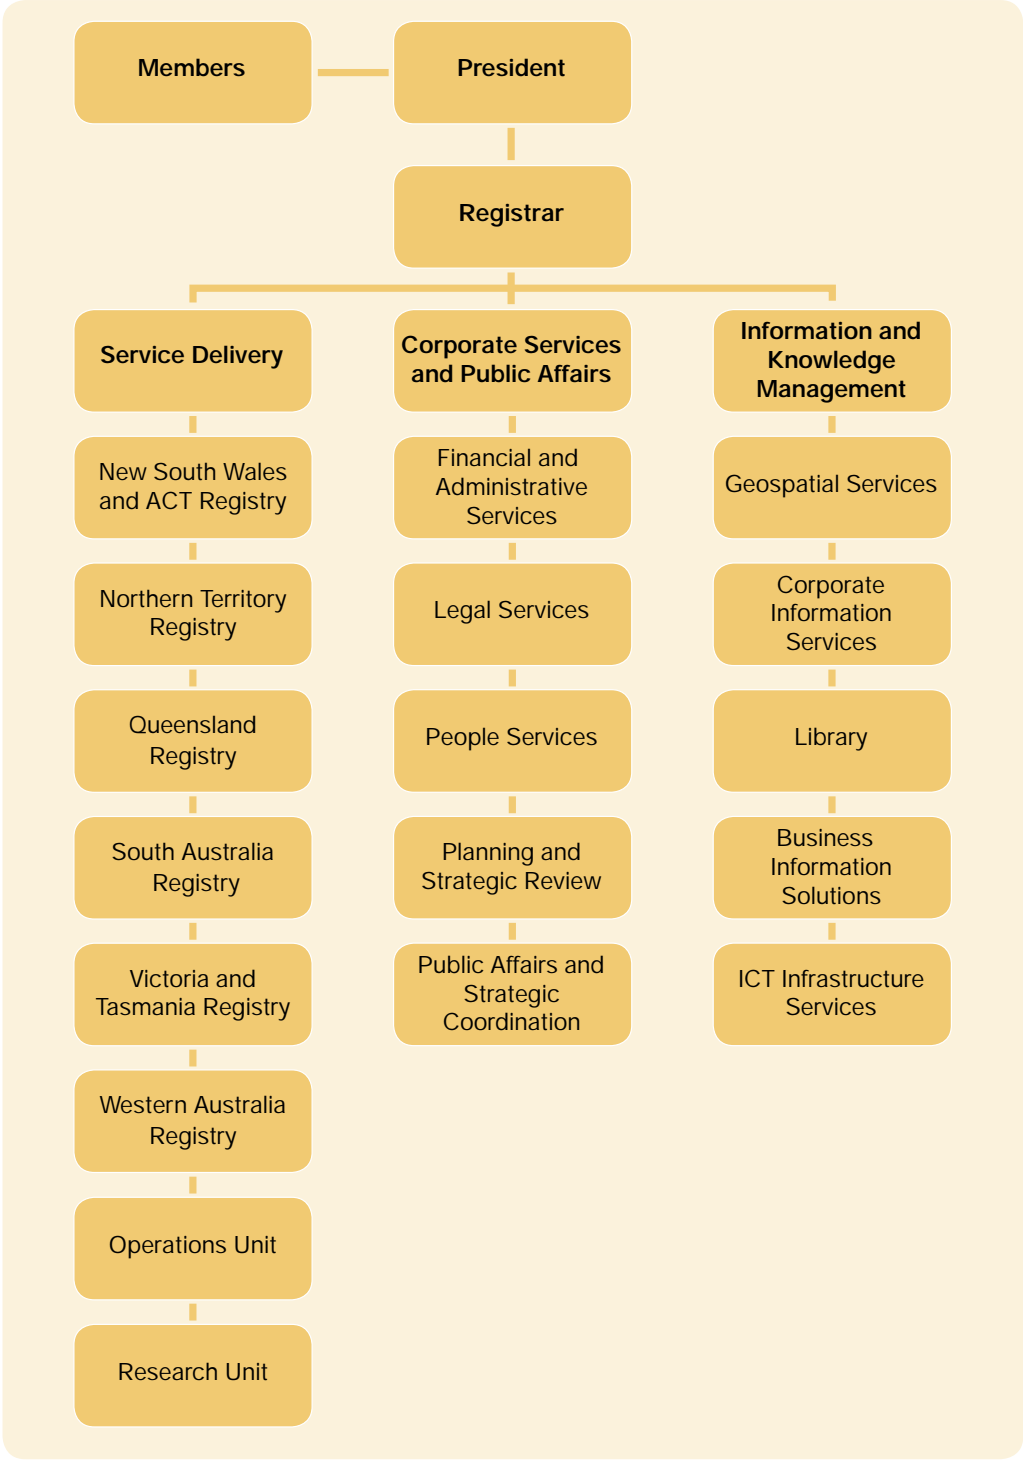 Members
President
Registrar
Service Delivery
New South Wales
and ACT Registry
Northern Territory
Registry
Queensland
Registry
South Australia
Registry
Victoria and
Tasmania Registry
Western Australia
Registry
Operations Unit
Research Unit
Corporate Services
and Public Affairs
Financial and
Administrative
Services
Legal Services
People Services
Planning and
Strategic Review
Public Affairs and
Strategic
Coordination
Information and
Knowledge
Management
Geospatial Services
Corporate
Information
Services
Library
Business
Information
Solutions
ICT Infrastructure
Services